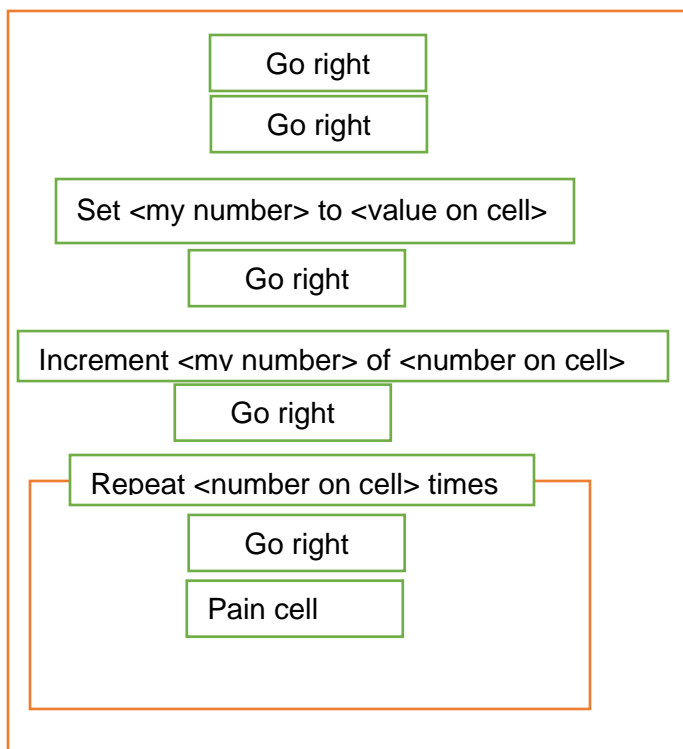 Go right
Go right
Set <my number> to <value on cell>
Go right
Increment <my number> of <number on cell>
Go right
Repeat <number on cell> times
Go right
Pain cell